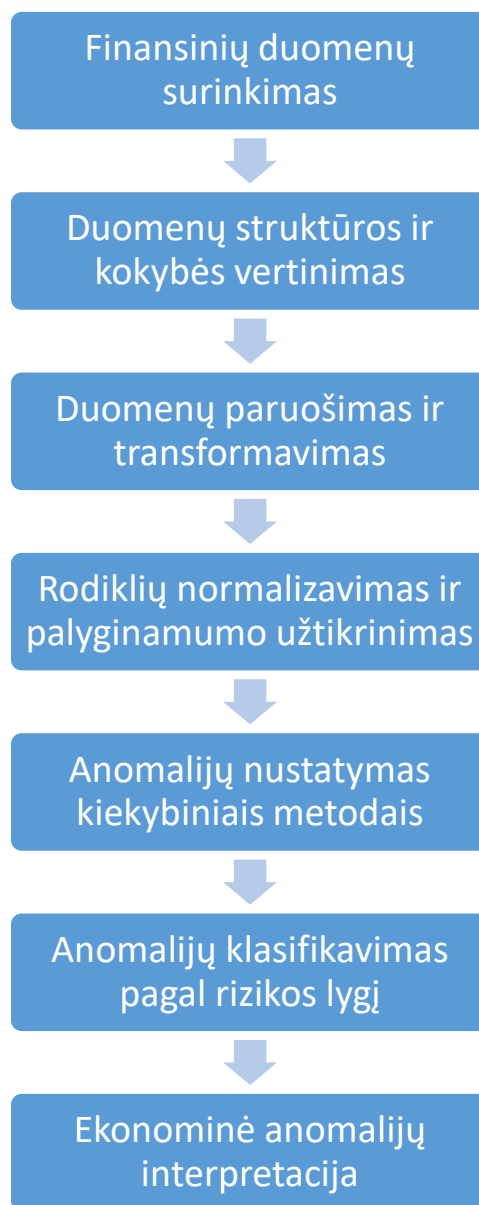 Finansinių duomenų
surinkimas
Duomenų struktūros ir
kokybės vertinimas
Duomenų paruošimas ir
transformavimas
Rodiklių normalizavimas ir
palyginamumo užtikrinimas
Anomalijų nustatymas
kiekybiniais metodais
Anomalijų klasifikavimas
pagal rizikos lygį
Ekonominė anomalijų
interpretacija